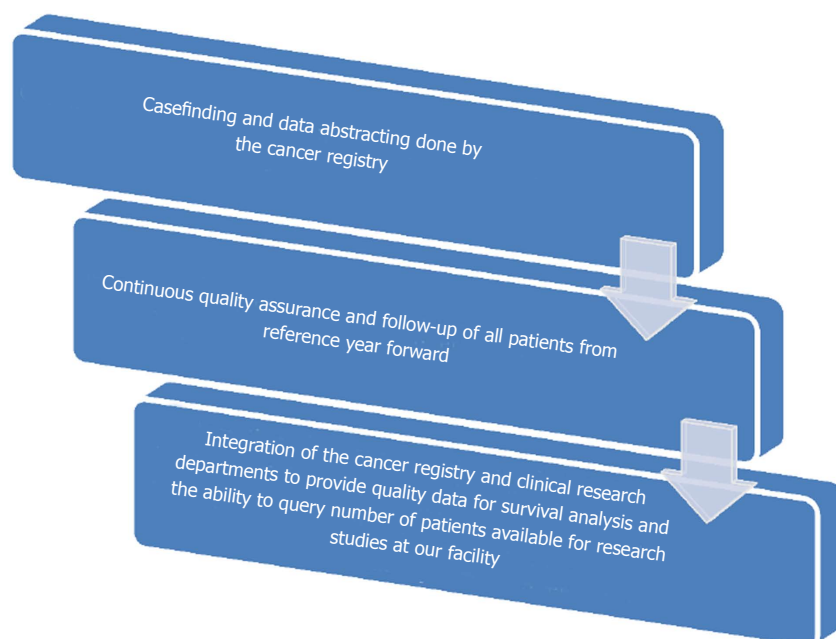 Casefinding and data abstracting done by
the cancer registry
Continuous quality assurance and follow-up of all patients from
reference year forward
Integration of the cancer registry and clinical research
departments to provide quality data for survival analysis and
the ability to query number of patients available for research
studies at our facility